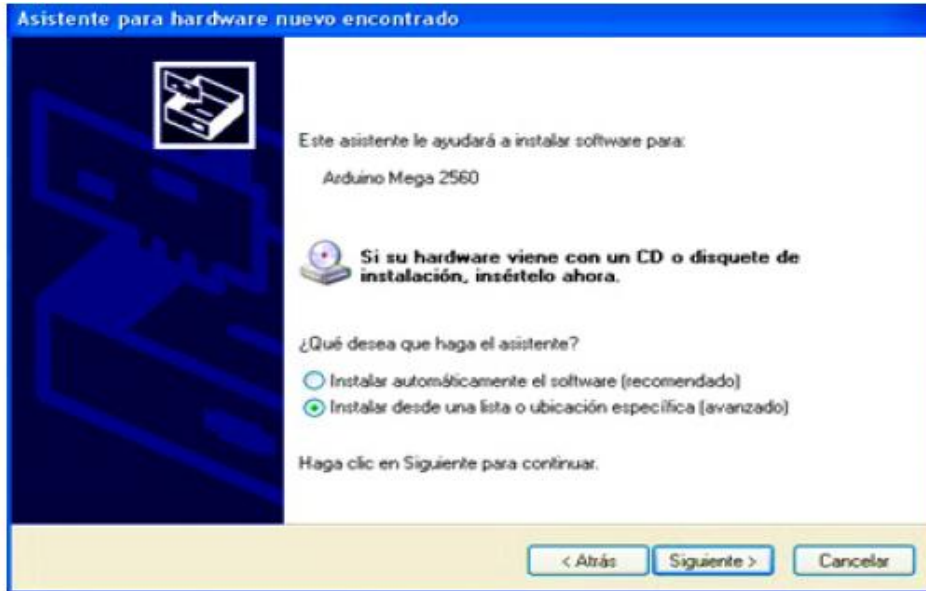 Asistente para hardware nuevo encontrado
Este asistente le ayudará a instalar software para:
Arduino Mega 2560
Si su hardware viene con un CD o disquete de
instalación, insértelo ahora.
¿Qué desea que haga el asistente?
Instalar automáticamente el software (recomendado)
Instalar desde una lista o ubicación específica (avanzado)
Haga clic en Siguiente para continuar.
< Atrás Siguiente > Cancelar